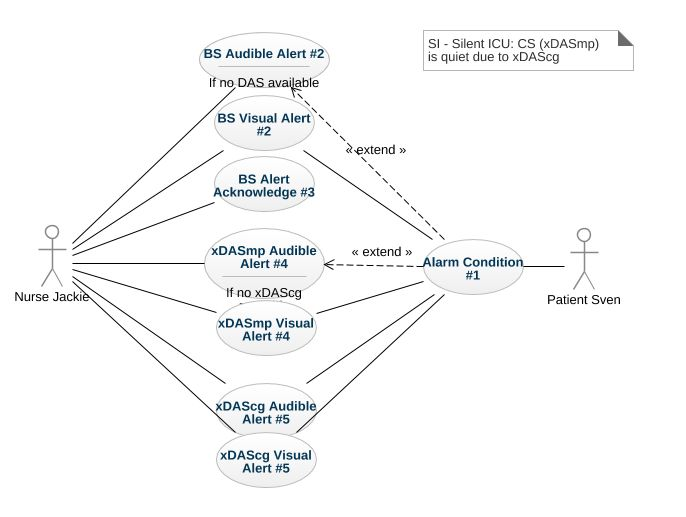 BS Audible Alert #2
If no DAS available
SI - Silent ICU: CS (xDASmp)
is quiet due to xDAScg
BS Visual Alert
#2
« extend »
BS Alert
Acknowledge #3
xDASmp Audible
Alert #4
If no xDAScg
« extend »
Alarm Condition
#1
Nurse Jackie
Patient Sven
xDASmp Visual
Alert #4
xDAScg Audible
Alert #5
xDAScg Visual
Alert #5